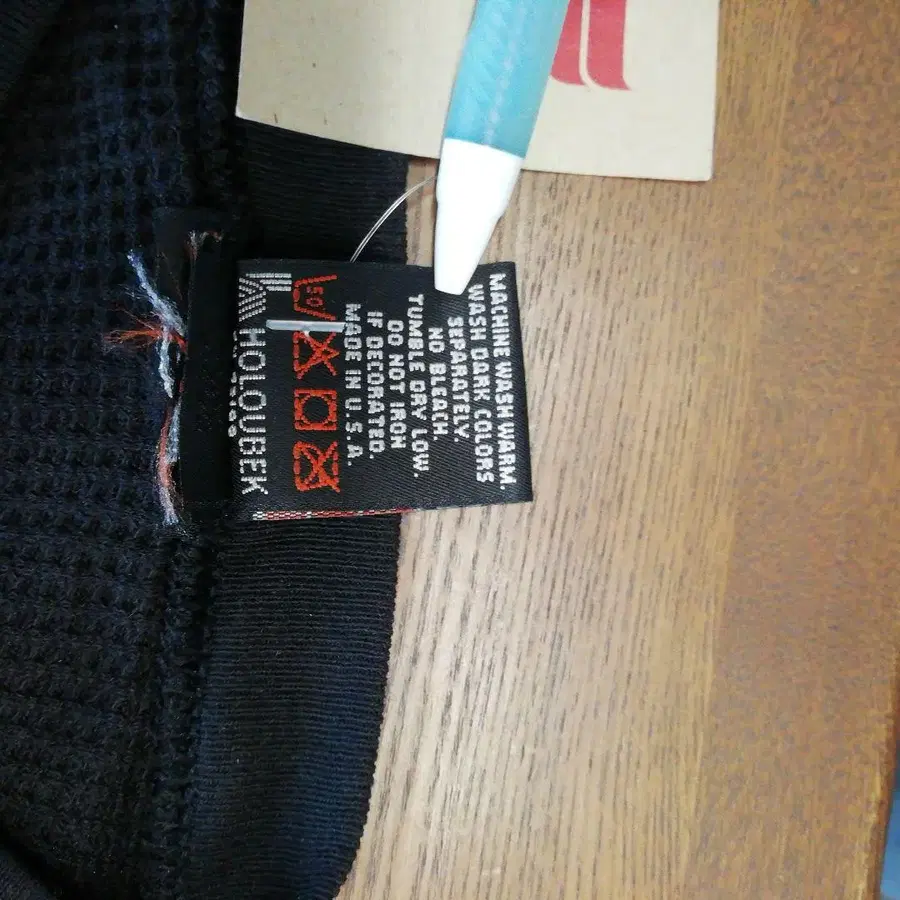 MACHINE WASH WARM.
WASH DARK COLORS
SEPARATELY.
NO BLEACH.
TUMBLE DRY LOW.
DO NOT IRON
IF DECORATED.
MADE IN U.S.A.
50
HOLOUBEK